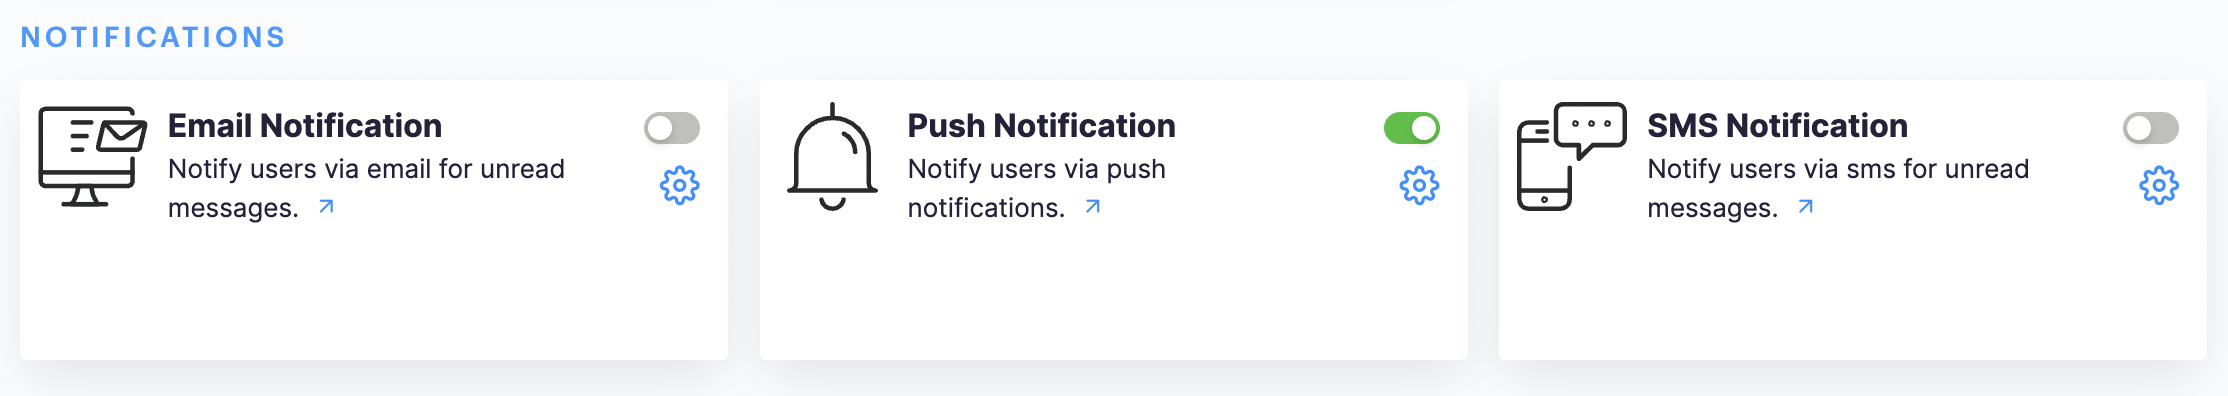 NOTIFICATIONS
Email Notification
Notify users via email for unread
messages.
Push Notification
Notify users via push
notifications.
SMS Notification
Notify users via sms for unread
messages.